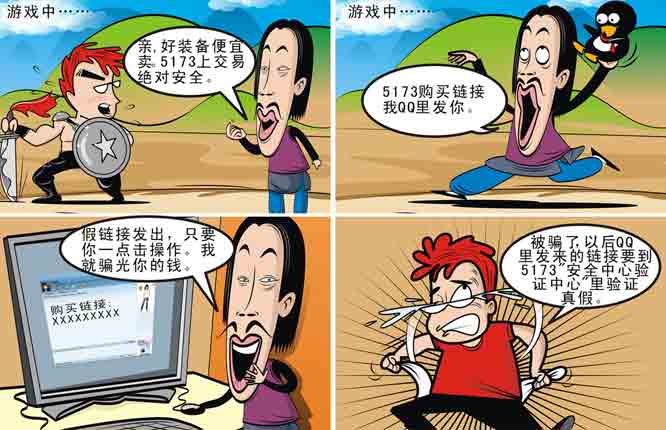 游戏中……
亲,好装备便宜
卖,5173上交易
绝对安全。
游戏中……
5173购买链接
我QQ里发你。
假链接发出，只要
你一点击操作。我
就骗光你的钱。
购买链接:
XXXXXXXXX
被骗了,以后QQ
里发来的链接要到
5173"安全中心验
证中心"里验证
真假。